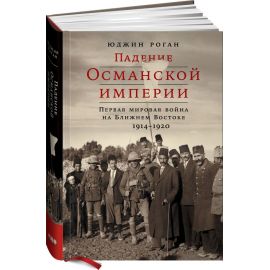 ЮДЖИН РОГАН
ПАДЕНИЕ
ОСМАНСКОЙ
ИМПЕРИИ
ПЕРВАЯ МИРОВАЯ ВОЙНА
НА БЛИЖНЕМ ВОСТОКЕ
1914–1920